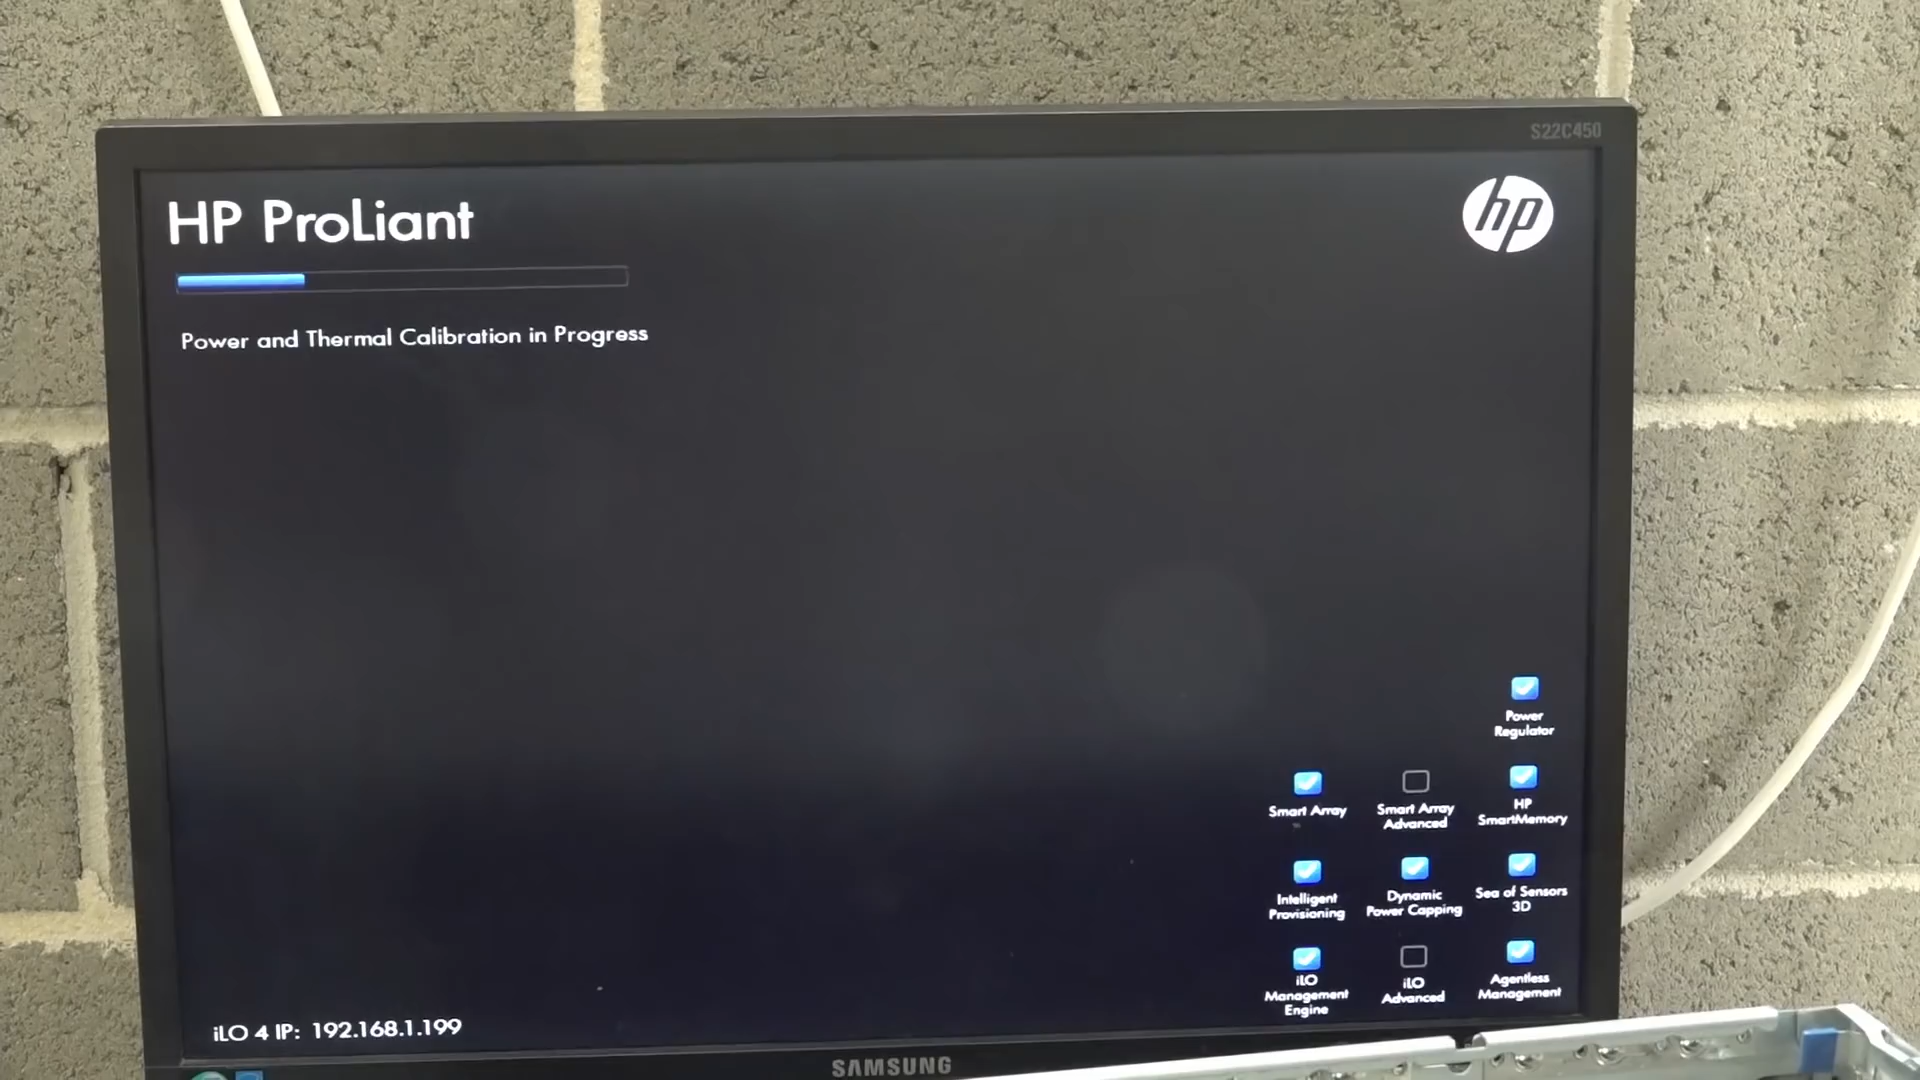 S22C450
HP ProLiant
hp
Power and Thermal Calibration in Progress
Power
Regulator
Smart Array
Smart Array
Advanced
HP
SmartMemory
Intelligent
Provisioning
Dynamic
Power Capping
Sea of Sensors
3D
iLO
Management
Engine
iLO
Advanced
Agentless
Management
iLO 4 IP: 192.168.1.199
SAMSUNG